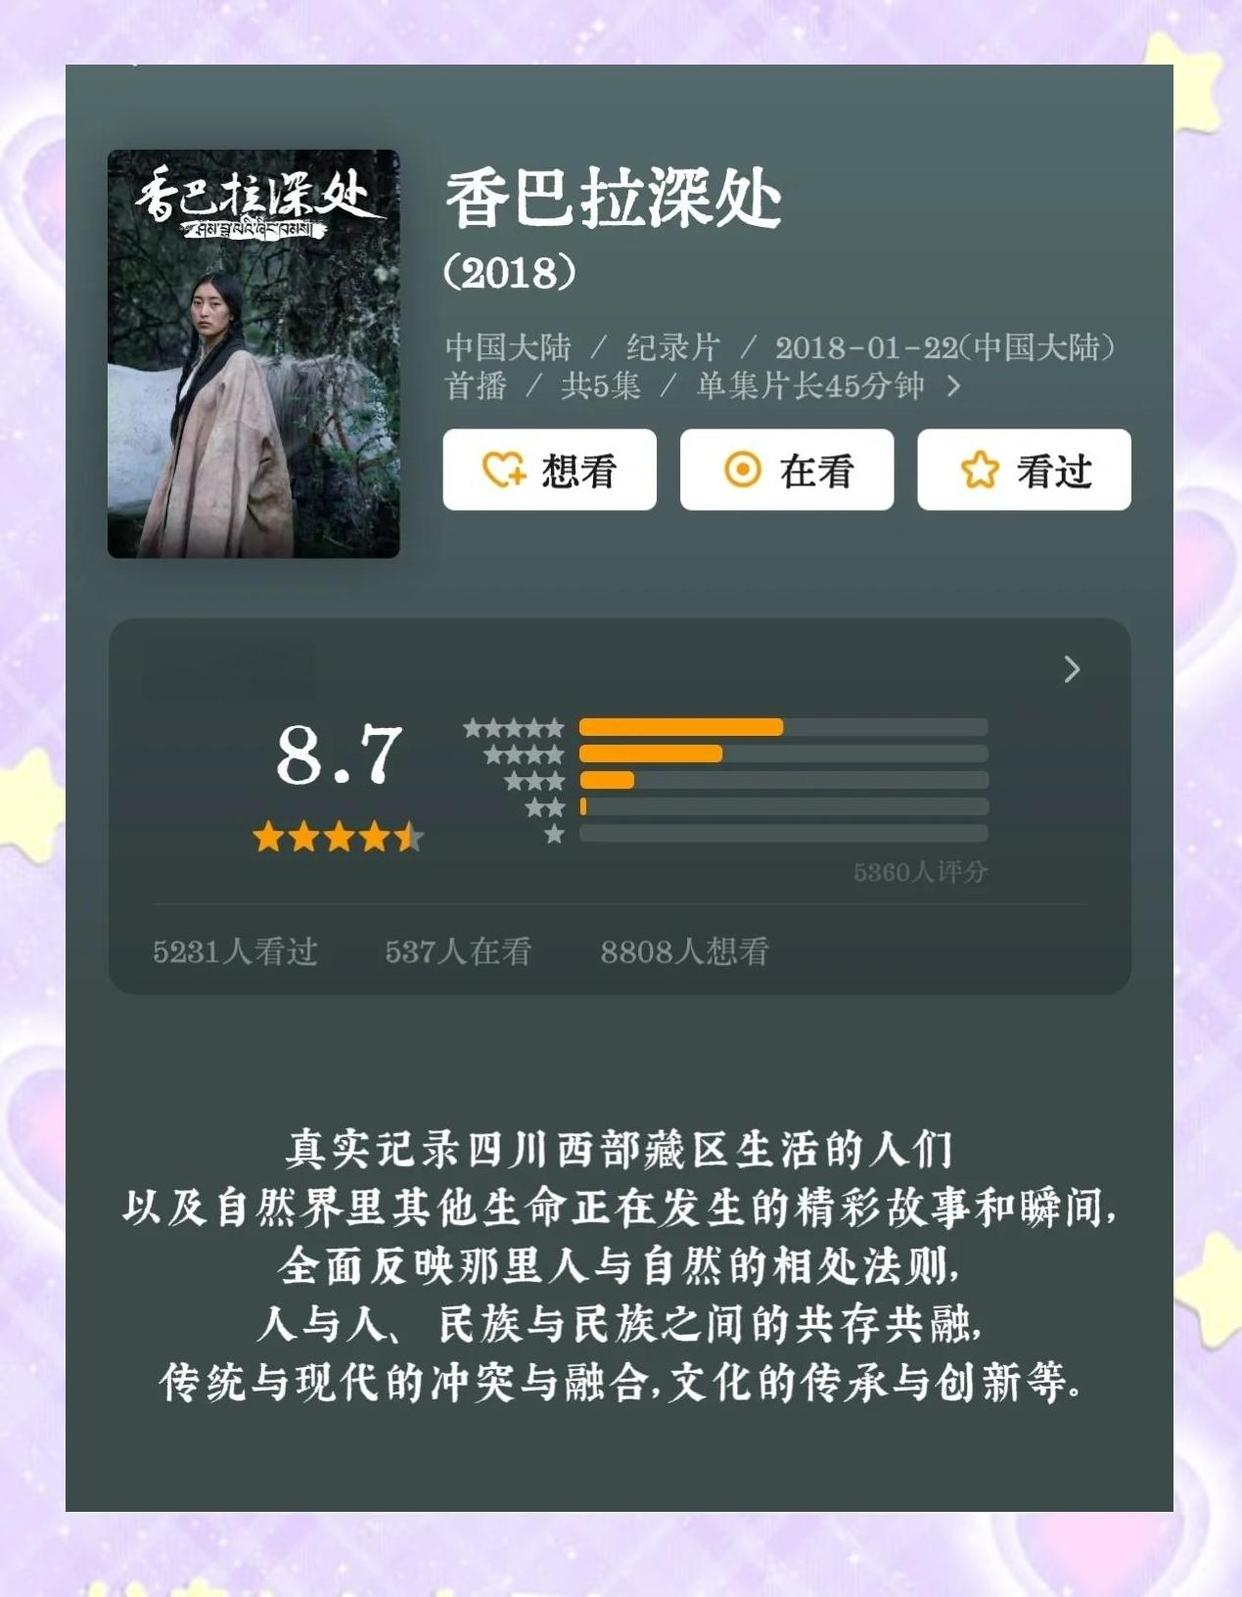 香巴拉深处
ཤམ་བྷ་ལའི་ཞིང་ཁམས།
香巴拉深处
（2018）
中国大陆 / 纪录片 / 2018-01-22(中国大陆)
首播 / 共5集 / 单集片长45分钟
想看 在看 看过
8.7
5360人评分
5231人看过 537人在看 8808人想看
真实记录四川西部藏区生活的人们
以及自然界里其他生命正在发生的精彩故事和瞬间,
全面反映那里人与自然的相处法则,
人与人、民族与民族之间的共存共融,
传统与现代的冲突与融合,文化的传承与创新等。